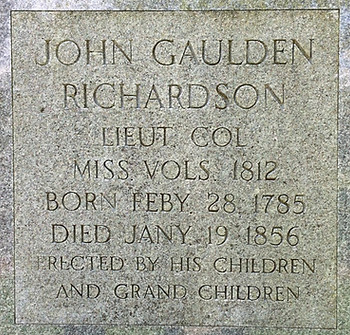 JOHN GAULDEN
RICHARDSON
LIEUT. COL.
MISS. VOLS. 1812
BORN FEBY. 28. 1785
DIED JANY. 19. 1856
ERECTED BY HIS CHILDREN
AND GRAND CHILDREN